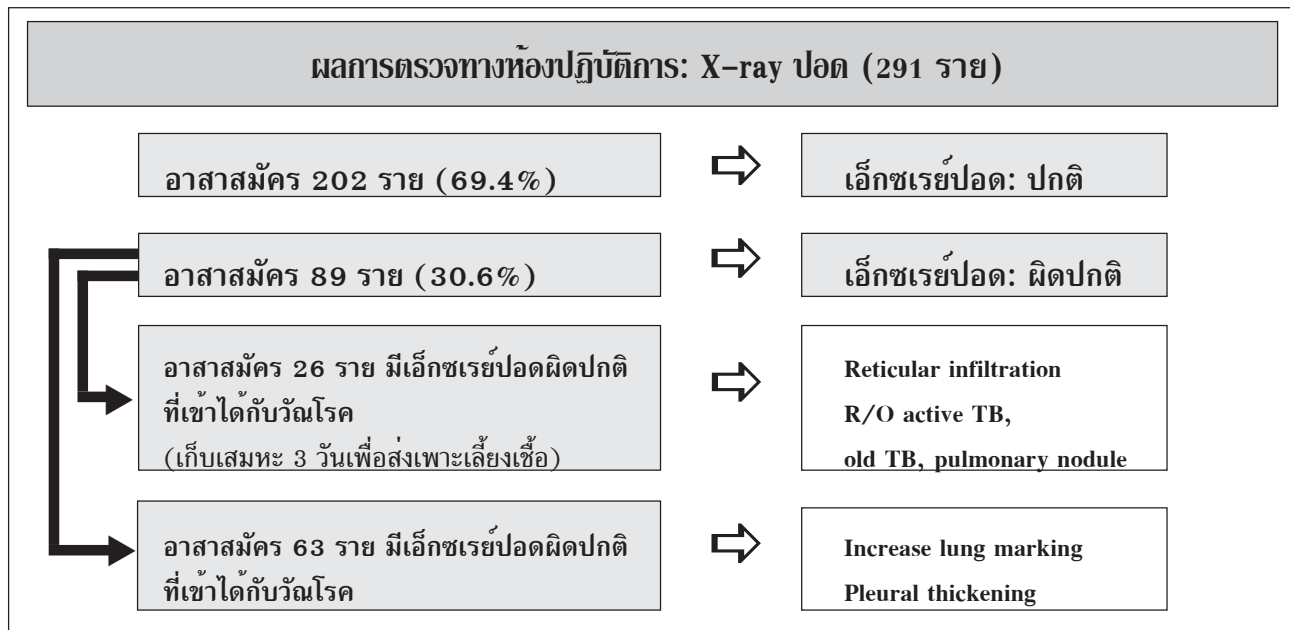 ผลการตรวจทางห้องปฏิบัติการ: X-ray ปอด (291 ราย)
อาสาสมัคร 202 ราย (69.4%)
เอ็กซเรย์ปอด: ปกติ
อาสาสมัคร 89 ราย (30.6%)
เอ็กซเรย์ปอด: ผิดปกติ
อาสาสมัคร 26 ราย มีเอ็กซเรย์ปอดผิดปกติ
ที่เข้าได้กับวัณโรค
(เก็บเสมหะ 3 วันเพื่อส่งเพาะเลี้ยงเชื้อ)
Reticular infiltration
R/O active TB,
old TB, pulmonary nodule
อาสาสมัคร 63 ราย มีเอ็กซเรย์ปอดผิดปกติ
ที่เข้าได้กับวัณโรค
Increase lung marking
Pleural thickening